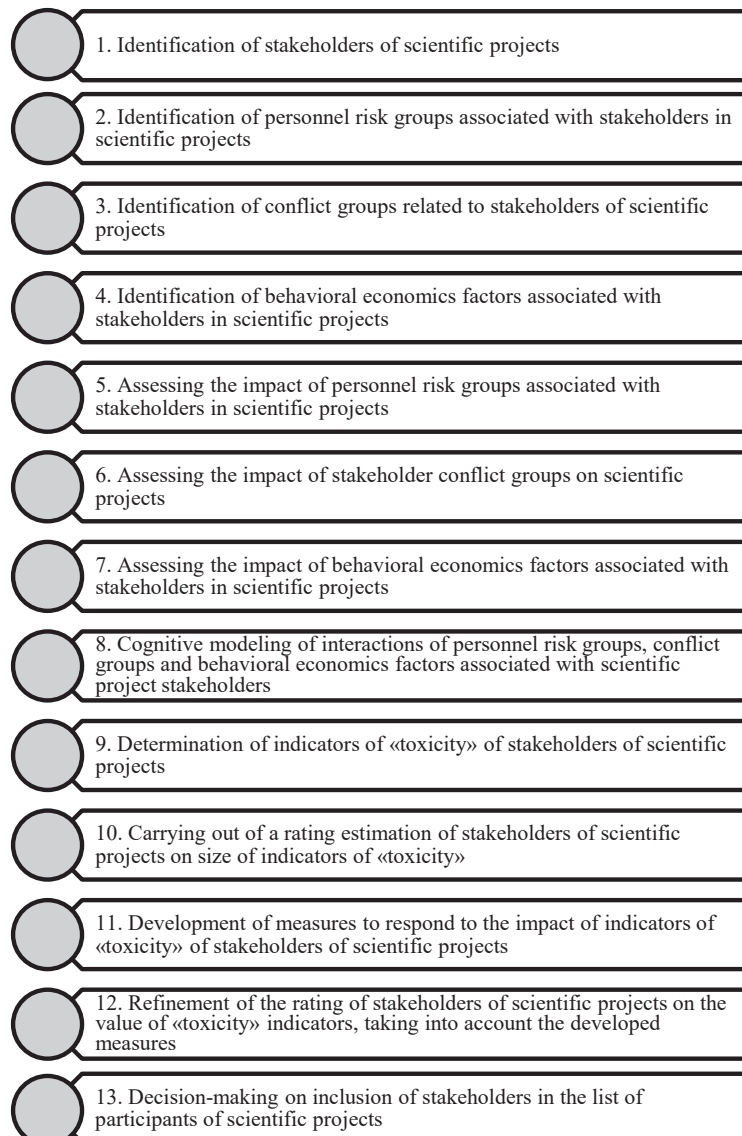 1. Identification of stakeholders of scientific projects
2. Identification of personnel risk groups associated with stakeholders in
scientific projects
3. Identification of conflict groups related to stakeholders of scientific
projects
4. Identification of behavioral economics factors associated with
stakeholders in scientific projects
5. Assessing the impact of personnel risk groups associated with
stakeholders in scientific projects
6. Assessing the impact of stakeholder conflict groups on scientific
projects
7. Assessing the impact of behavioral economics factors associated with
stakeholders in scientific projects
8. Cognitive modeling of interactions of personnel risk groups, conflict
groups and behavioral economics factors associated with scientific
project stakeholders
9. Determination of indicators of «toxicity» of stakeholders of scientific
projects
10. Carrying out of a rating estimation of stakeholders of scientific
projects on size of indicators of «toxicity»
11. Development of measures to respond to the impact of indicators of
«toxicity» of stakeholders of scientific projects
12. Refinement of the rating of stakeholders of scientific projects on the
value of «toxicity» indicators, taking into account the developed
measures
13. Decision-making on inclusion of stakeholders in the list of
participants of scientific projects